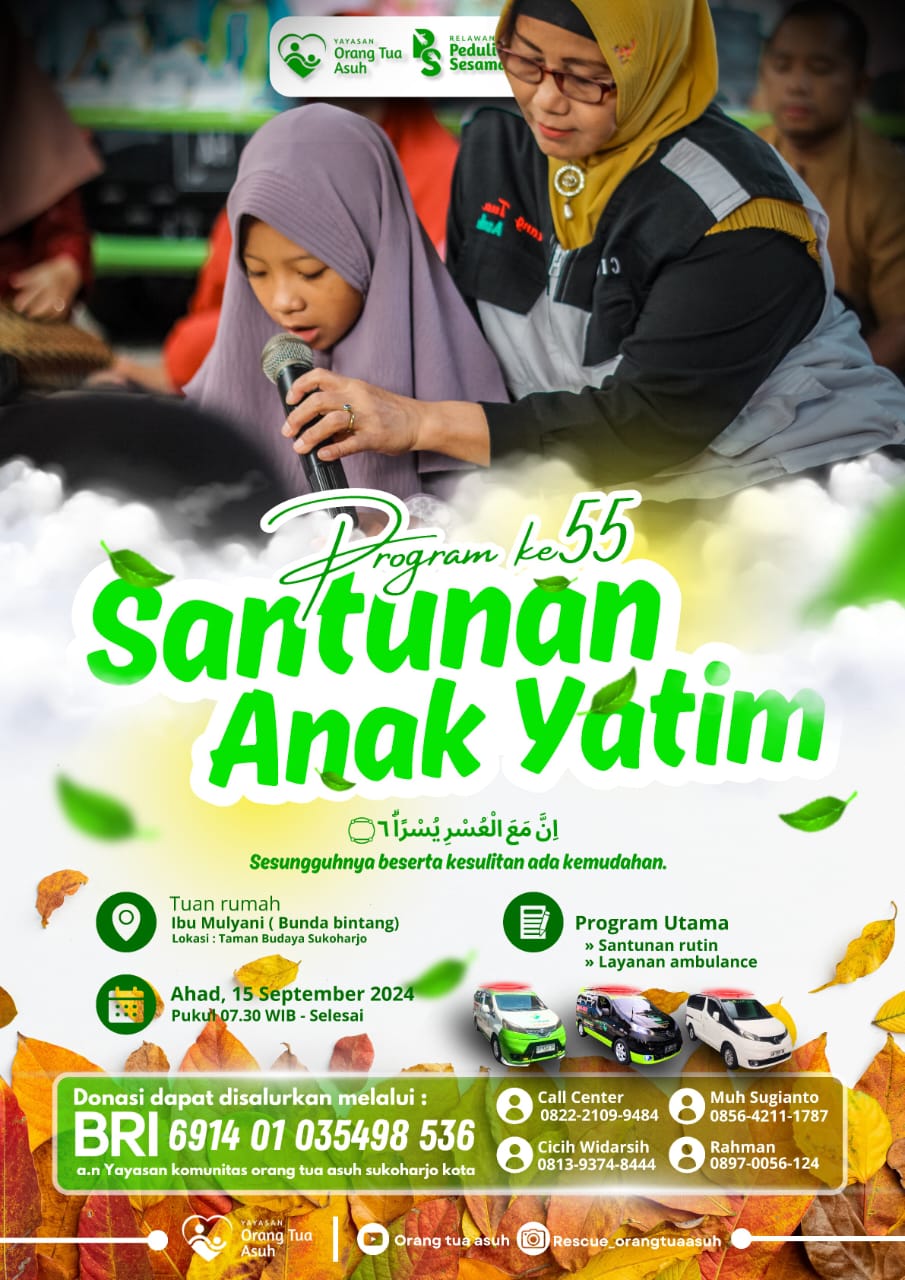 YAYASAN
Orang Tua
Asuh
RELAWAN
Peduli
Sesama
Program ke 55
Santunan
Anak Yatim
اِنَّ مَعَ الْعُسْرِ يُسْرًاۗ ٦
Sesungguhnya beserta kesulitan ada kemudahan.
Tuan rumah
Ibu Mulyani ( Bunda bintang)
Lokasi : Taman Budaya Sukoharjo
Ahad, 15 September 2024
Pukul 07.30 WIB - Selesai
Program Utama
» Santunan rutin
» Layanan ambulance
Donasi dapat disalurkan melalui :
BRI 6914 01 035498 536
a.n Yayasan komunitas orang tua asuh sukoharjo kota
Call Center
0822-2109-9484
Muh Sugianto
0856-4211-1787
Cicih Widarsih
0813-9374-8444
Rahman
0897-0056-124
YAYASAN
Orang Tua
Asuh
Orang tua asuh
Rescue_orangtuaasuh